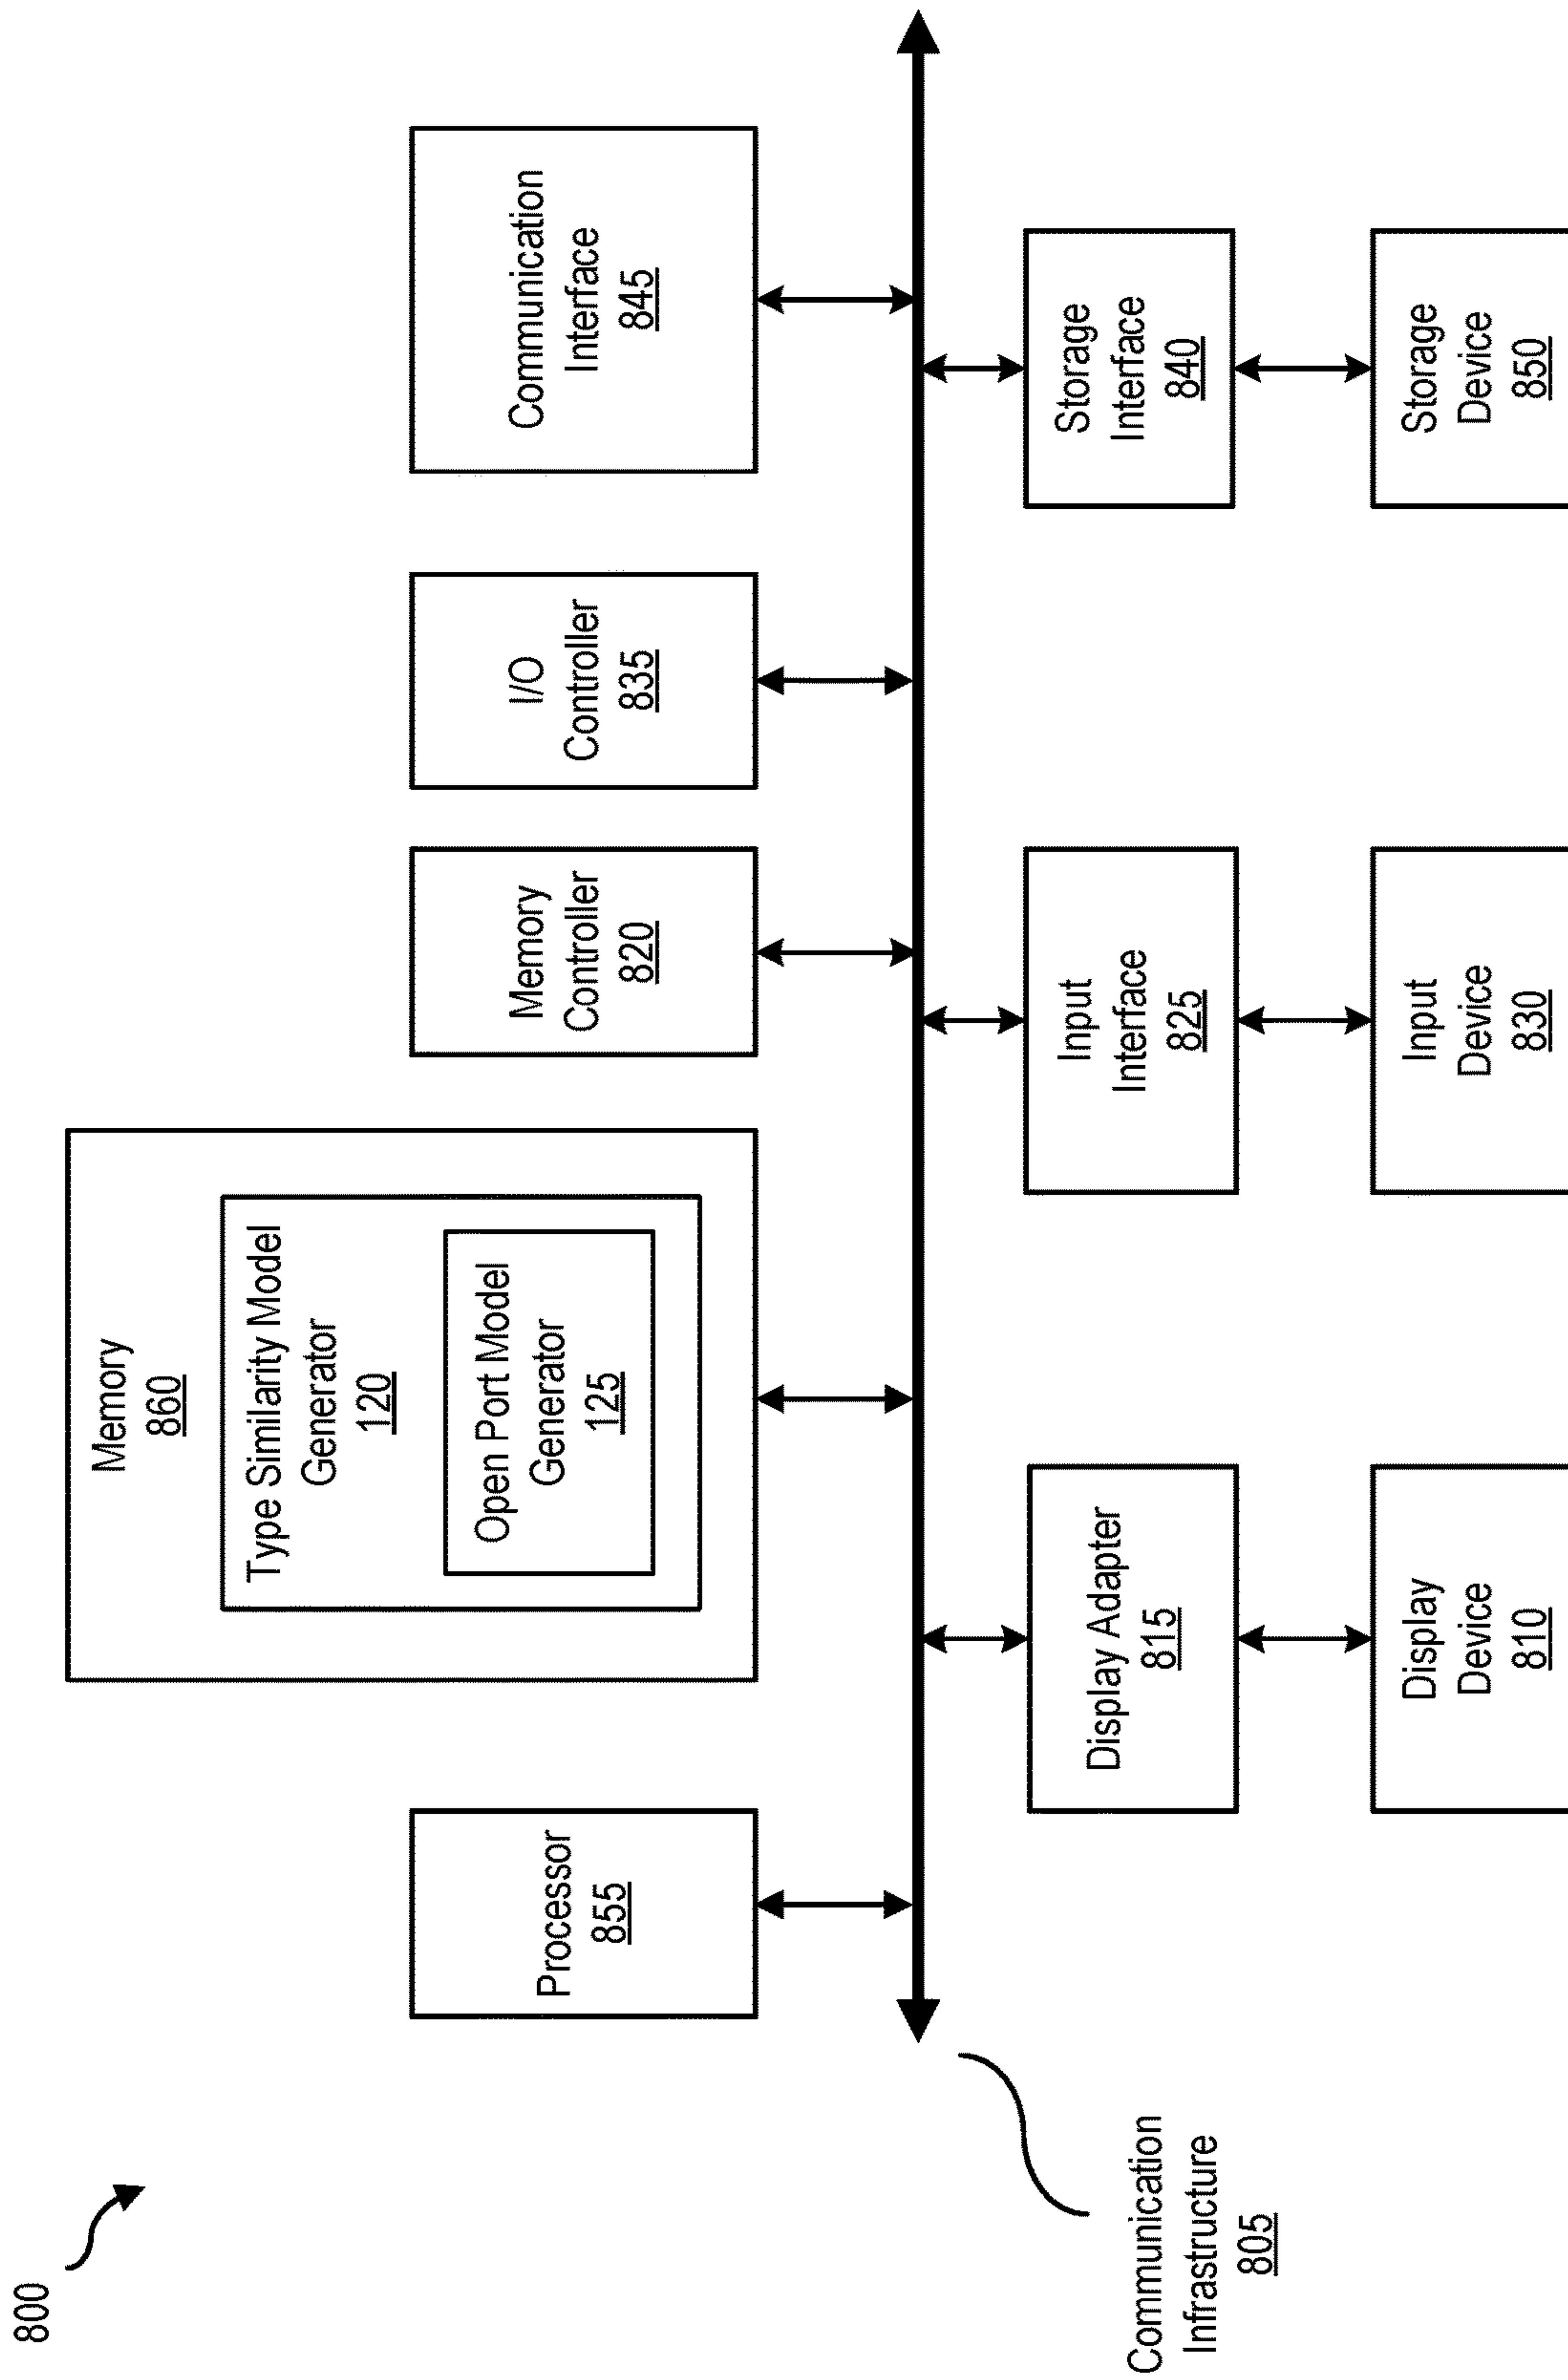 800
Processor
855
Memory
860
Type Similarity Model
Generator
120
Open Port Model
Generator
125
Memory
Controller
820
I/O
Controller
835
Communication
Interface
845
Communication
Infrastructure
805
Display Adapter
815
Input
Interface
825
Storage
Interface
840
Display
Device
810
Input
Device
830
Storage
Device
850